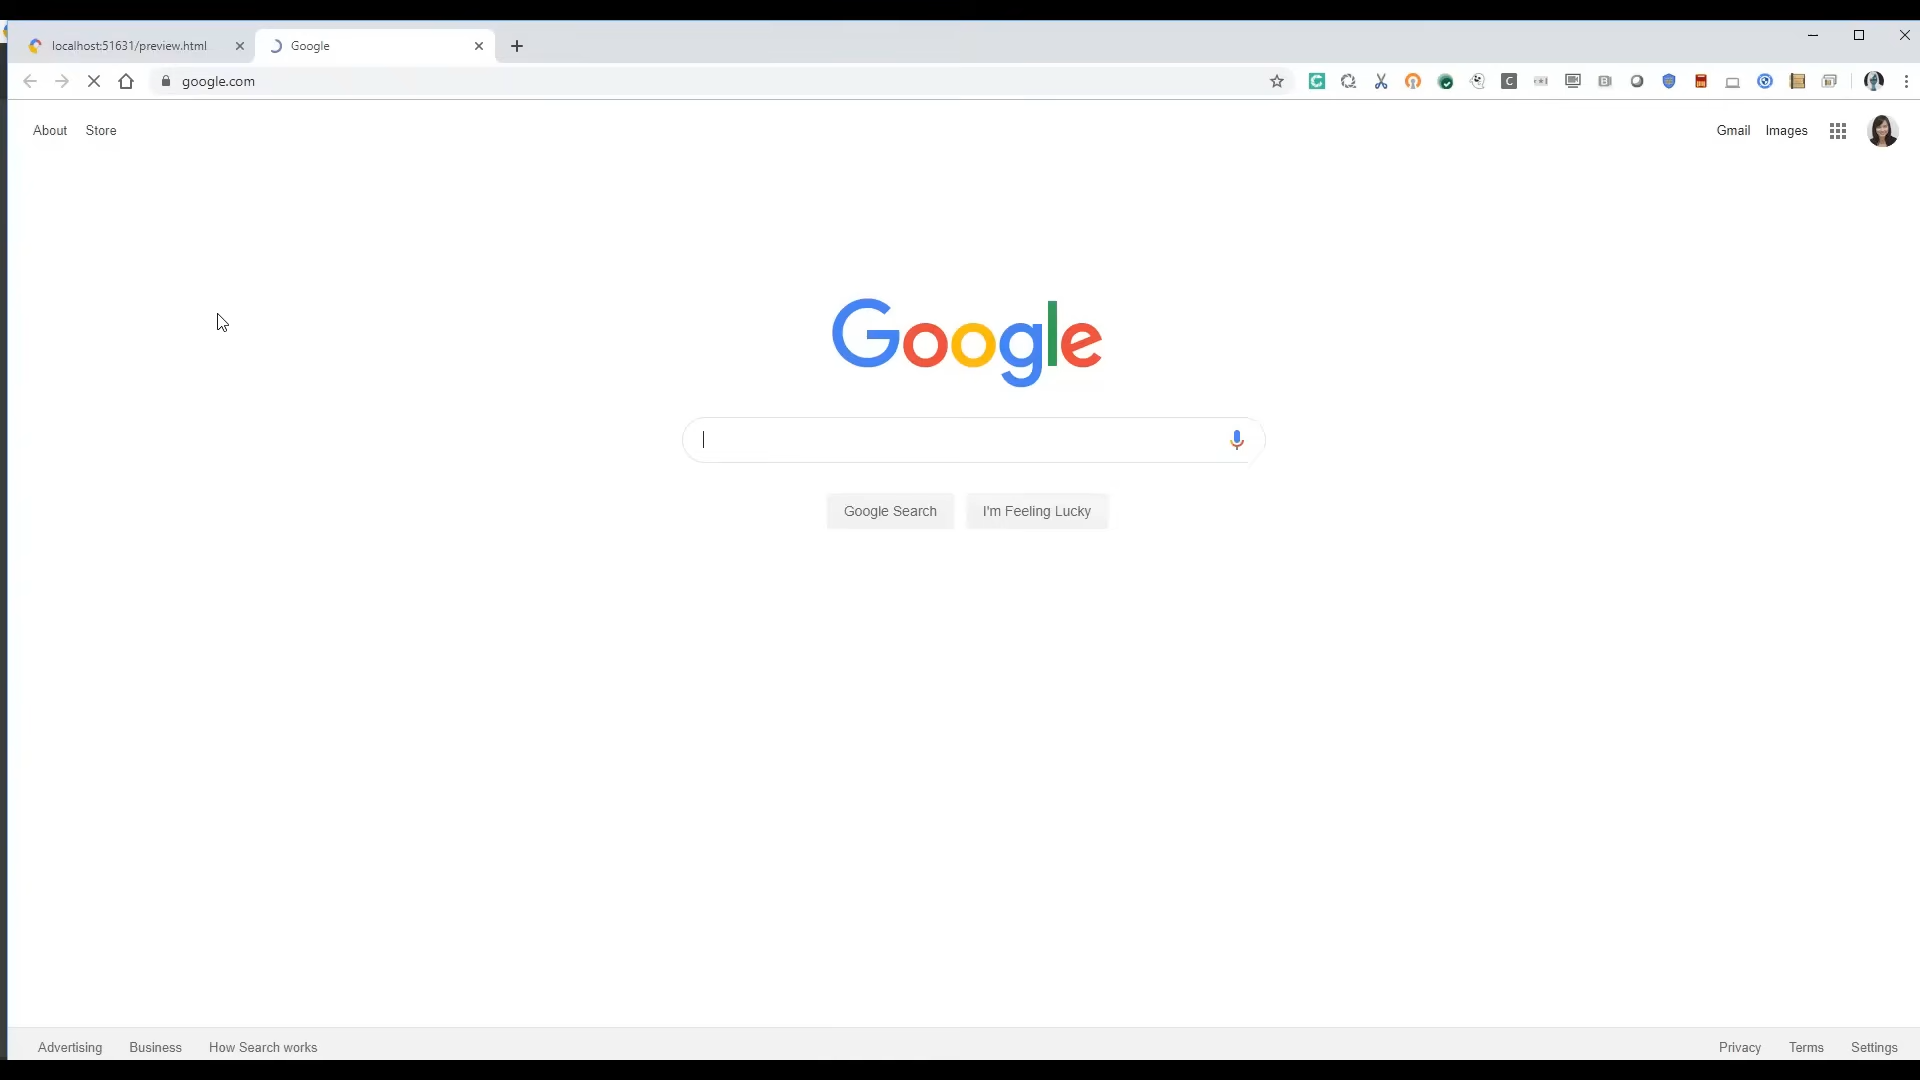 localhost:51631/preview.html
Google
google.com
About
Store
Gmail
Images
Google
Google Search
I'm Feeling Lucky
Advertising
Business
How Search works
Privacy
Terms
Settings